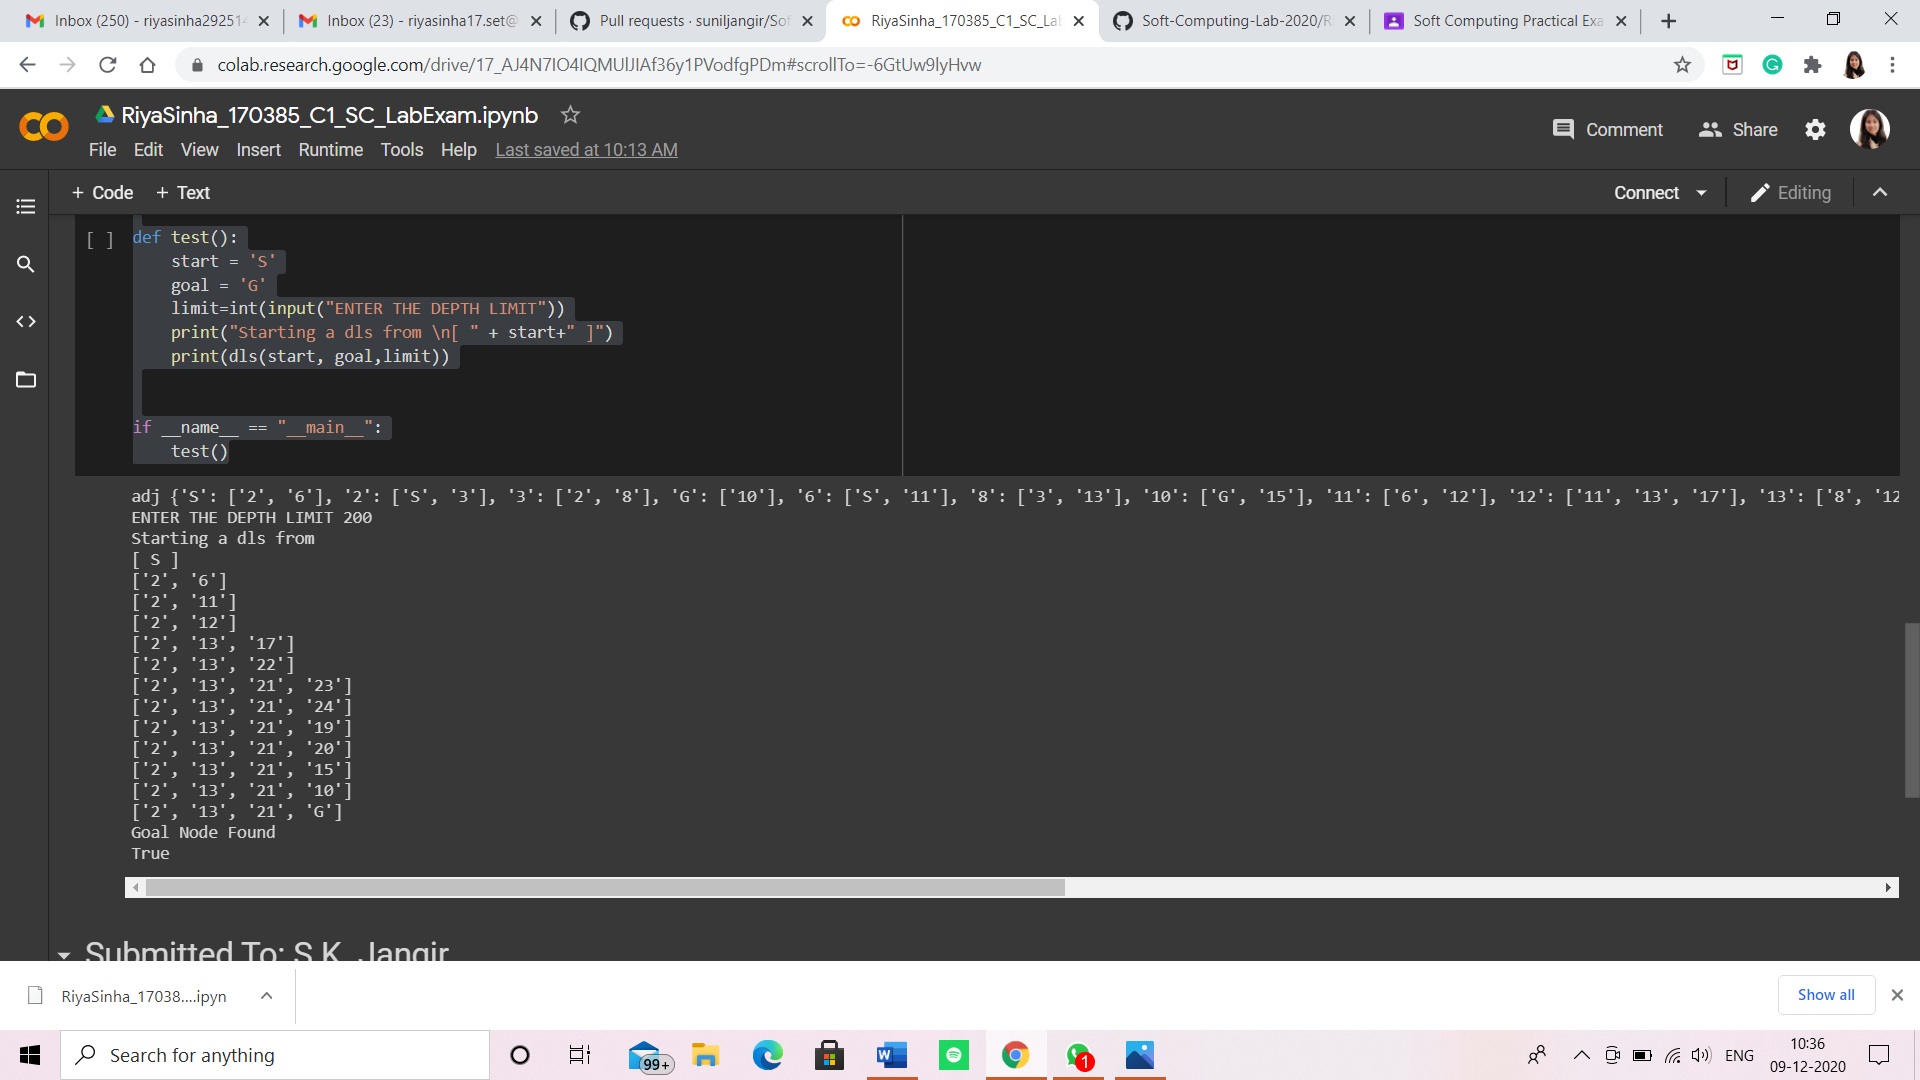 Inbox (250) - riyasinha29251
Inbox (23) - riyasinha17.set@
Pull requests · suniljangir/Sof
RiyaSinha_170385_C1_SC_La
Soft-Computing-Lab-2020/R
Soft Computing Practical Exa
colab.research.google.com/drive/17_AJ4N7IO4IQMUlJIAf36y1PVodfgPDm#scrollTo=-6GtUw9lyHvw
RiyaSinha_170385_C1_SC_LabExam.ipynb
Comment
Share
File Edit View Insert Runtime Tools Help Last saved at 10:13 AM
+ Code + Text
Connect
Editing
[ ]
def test():
    start = 'S'
    goal = 'G'
    limit=int(input("ENTER THE DEPTH LIMIT"))
    print("Starting a dls from \n[ " + start+" ]")
    print(dls(start, goal,limit))
if __name__ == "__main__":
    test()
adj {'S': ['2', '6'], '2': ['S', '3'], '3': ['2', '8'], 'G': ['10'], '6': ['S', '11'], '8': ['3', '13'], '10': ['G', '15'], '11': ['6', '12'], '12': ['11', '13', '17'], '13': ['8', '12
ENTER THE DEPTH LIMIT 200
Starting a dls from
[ S ]
['2', '6']
['2', '11']
['2', '12']
['2', '13', '17']
['2', '13', '22']
['2', '13', '21', '23']
['2', '13', '21', '24']
['2', '13', '21', '19']
['2', '13', '21', '20']
['2', '13', '21', '15']
['2', '13', '21', '10']
['2', '13', '21', 'G']
Goal Node Found
True
Submitted To: S.K. Jangir
RiyaSinha_17038....ipyn
Show all
Search for anything
99+
1
ENG
10:36
09-12-2020